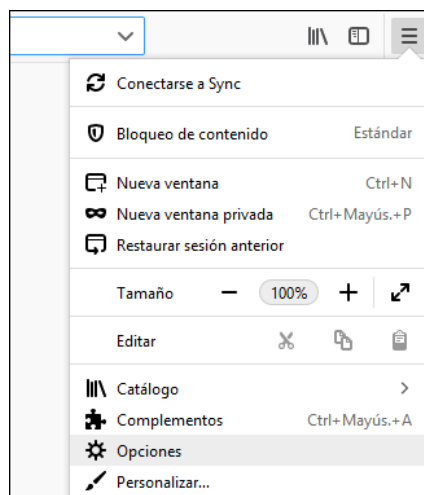 Conectarse a Sync
Bloqueo de contenido Estándar
Nueva ventana Ctrl+N
Nueva ventana privada Ctrl+Mayús.+P
Restaurar sesión anterior
Tamaño 100%
Editar
Catálogo
Complementos Ctrl+Mayús.+A
Opciones
Personalizar...